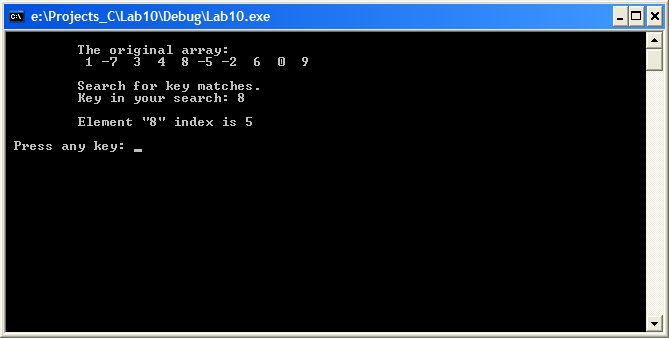 e:\Projects_C\Lab10\Debug\Lab10.exe
The original array:
1 -7 3 4 8 -5 -2 6 0 9
Search for key matches.
Key in your search: 8
Element "8" index is 5
Press any key: _